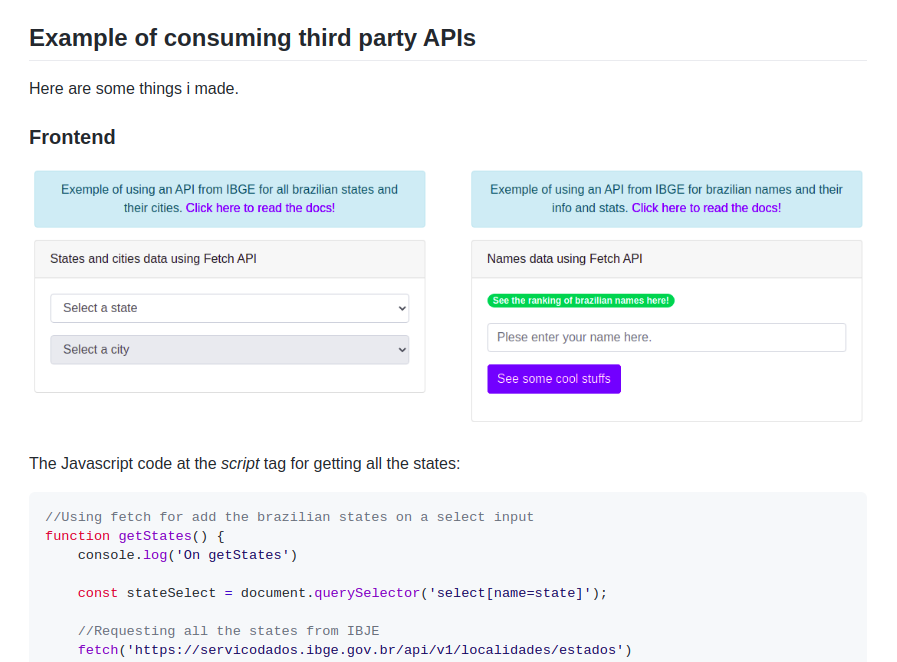 Example of consuming third party APIs
Here are some things i made.
Frontend
Exemple of using an API from IBGE for all brazilian states and
their cities. Click here to read the docs!
States and cities data using Fetch API
Select a state
Select a city
Exemple of using an API from IBGE for brazilian names and their
info and stats. Click here to read the docs!
Names data using Fetch API
See the ranking of brazilian names here!
Plese enter your name here.
See some cool stuffs
The Javascript code at the script tag for getting all the states:
//Using fetch for add the brazilian states on a select input
function getStates() {
    console.log('On getStates')
    const stateSelect = document.querySelector('select[name=state]');
    //Requesting all the states from IBJE
    fetch('https://servicodados.ibge.gov.br/api/v1/localidades/estados')